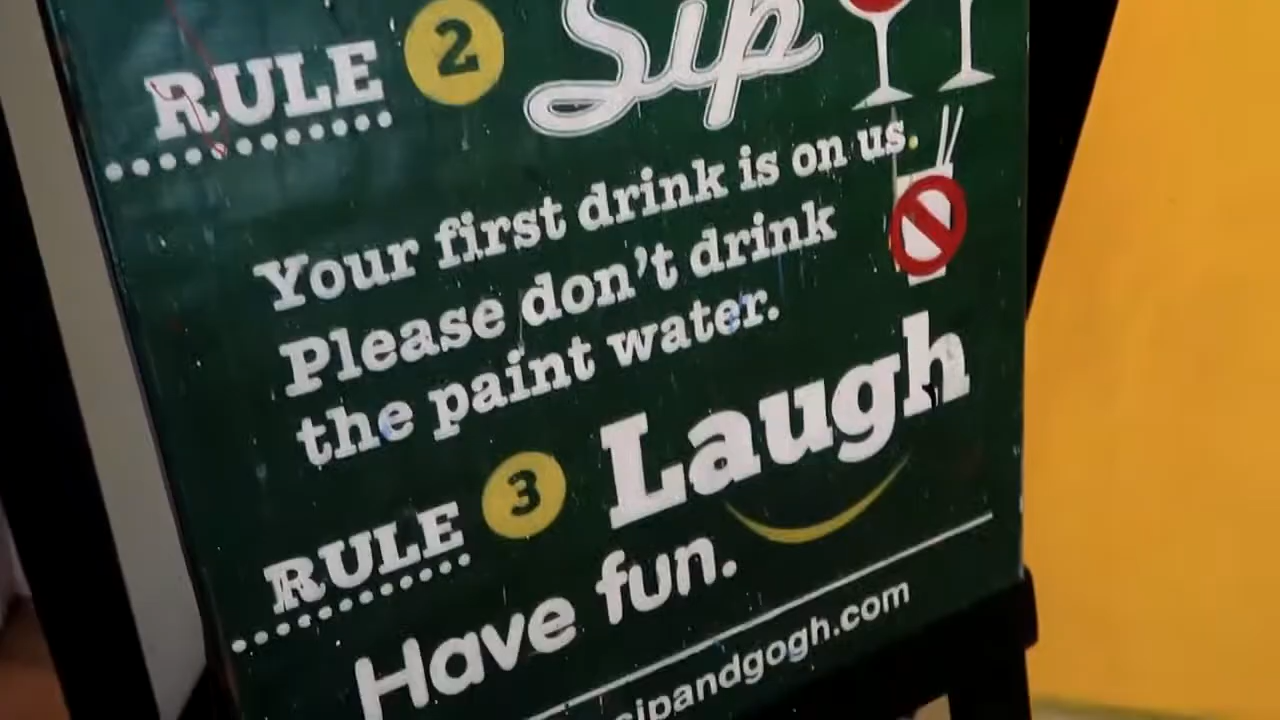 RULE 2 Sip
Your first drink is on us.
Please don't drink
the paint water.
RULE 3 Laugh
Have fun.
sipandgogh.com